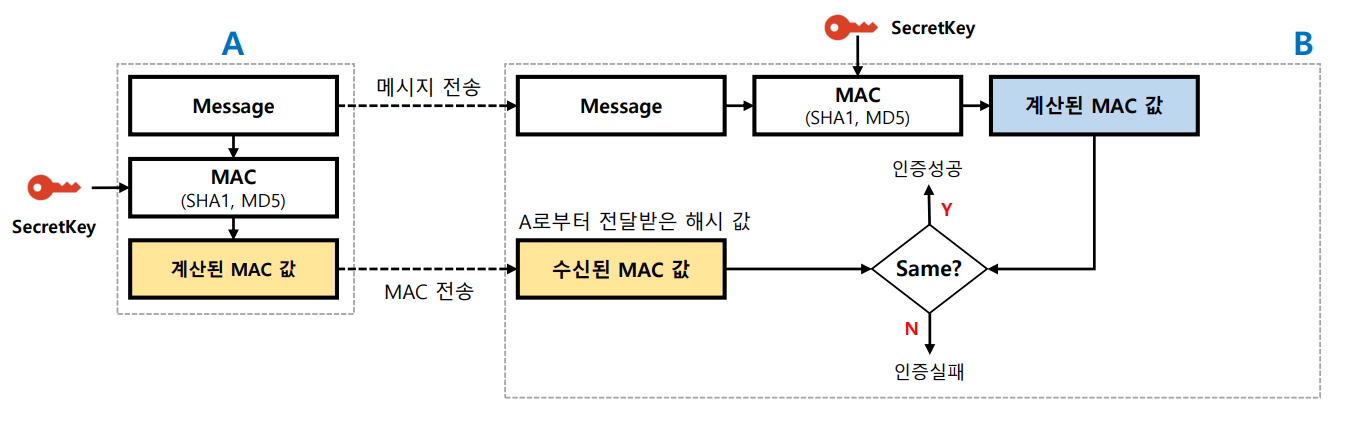 A
Message
MAC
(SHA1, MD5)
SecretKey
계산된 MAC 값
메시지 전송
MAC 전송
SecretKey
B
Message
MAC
(SHA1, MD5)
계산된 MAC 값
인증성공
Y
A로부터 전달받은 해시 값
수신된 MAC 값
Same?
N
인증실패